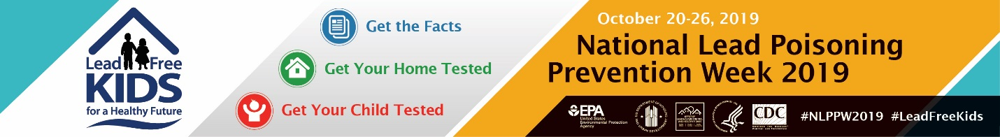 Lead Free
KIDS
for a Healthy Future
Get the Facts
Get Your Home Tested
Get Your Child Tested
October 20-26, 2019
National Lead Poisoning
Prevention Week 2019
EPA
United States
Environmental Protection
Agency
CDC
#NLPPW2019 #LeadFreeKids